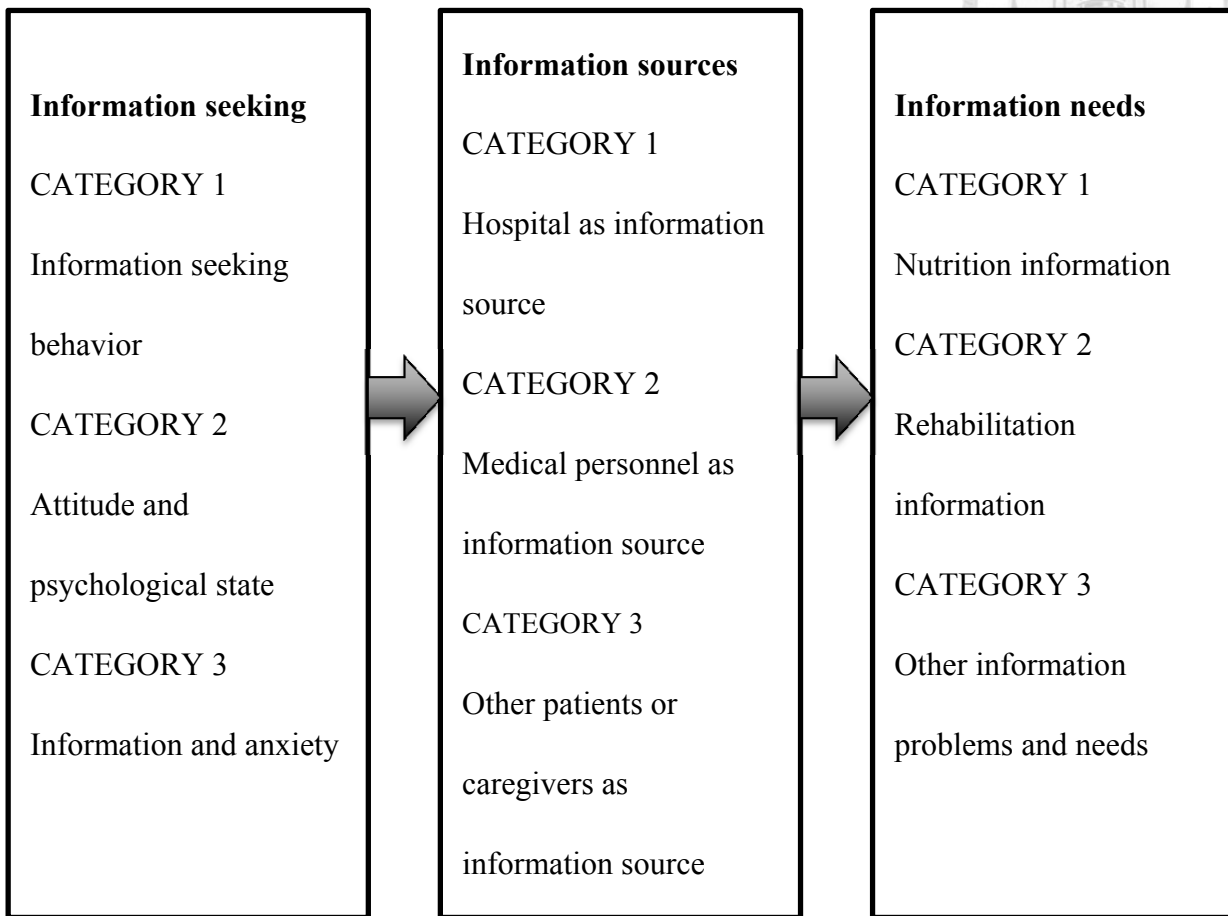 Information seeking
CATEGORY 1
Information seeking
behavior
CATEGORY 2
Attitude and
psychological state
CATEGORY 3
Information and anxiety
Information sources
CATEGORY 1
Hospital as information
source
CATEGORY 2
Medical personnel as
information source
CATEGORY 3
Other patients or
caregivers as
information source
Information needs
CATEGORY 1
Nutrition information
CATEGORY 2
Rehabilitation
information
CATEGORY 3
Other information
problems and needs